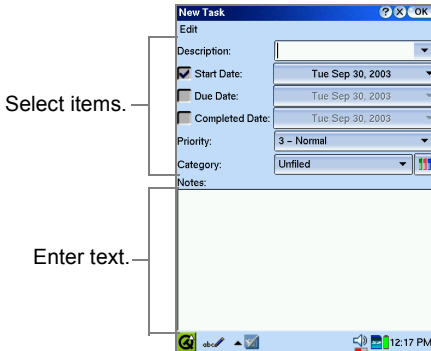 New Task ? X OK
Edit
Description:
Start Date: Tue Sep 30, 2003
Due Date: Tue Sep 30, 2003
Completed Date: Tue Sep 30, 2003
Priority: 3 – Normal
Category: Unfiled
Notes:
Select items.
Enter text.
abc 12:17 PM